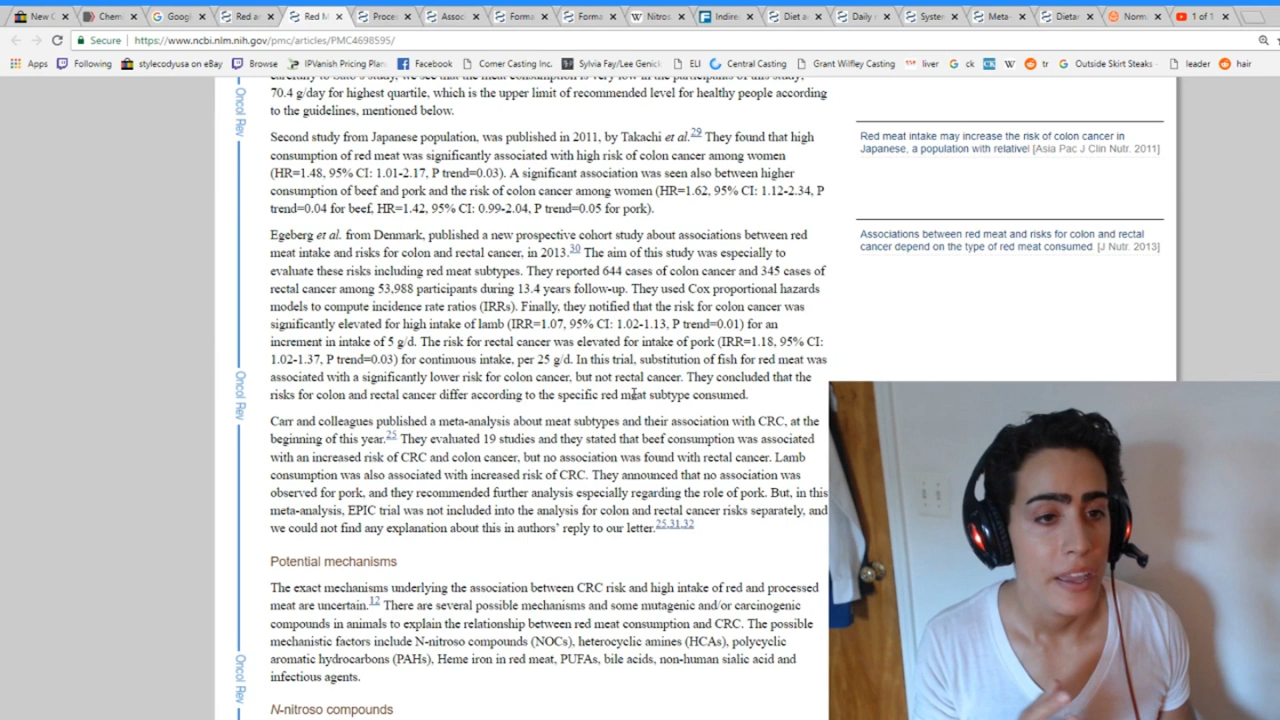 New C
Chemi
Googl
Red a
Red M
Proce
Assoc
Forma
Forma
Nitros
Indire
Diet a
Daily
Syster
Meta-
Dietar
Norm
1 of 1
Secure
https://www.ncbi.nlm.nih.gov/pmc/articles/PMC4698595/
Apps
Following
stylecodyusa on eBay
Browse
IPVanish Pricing Plan
Facebook
Comer Casting Inc.
Sylvia Fay/Lee Genick
ELI
Central Casting
Grant Wilfley Casting
liver
ck
CK
tr
Outside Skirt Steaks -
leader
hair
70.4 g/day for highest quartile, which is the upper limit of recommended level for healthy people according
to the guidelines, mentioned below.
Second study from Japanese population, was published in 2011, by Takachi et al.29 They found that high
consumption of red meat was significantly associated with high risk of colon cancer among women
(HR=1.48, 95% CI: 1.01-2.17, P trend=0.03). A significant association was seen also between higher
consumption of beef and pork and the risk of colon cancer among women (HR=1.62, 95% CI: 1.12-2.34, P
trend=0.04 for beef, HR=1.42, 95% CI: 0.99-2.04, P trend=0.05 for pork).
Egeberg et al. from Denmark, published a new prospective cohort study about associations between red
meat intake and risks for colon and rectal cancer, in 2013.30 The aim of this study was especially to
evaluate these risks including red meat subtypes. They reported 644 cases of colon cancer and 345 cases of
rectal cancer among 53,988 participants during 13.4 years follow-up. They used Cox proportional hazards
models to compute incidence rate ratios (IRRs). Finally, they notified that the risk for colon cancer was
significantly elevated for high intake of lamb (IRR=1.07, 95% CI: 1.02-1.13, P trend=0.01) for an
increment in intake of 5 g/d. The risk for rectal cancer was elevated for intake of pork (IRR=1.18, 95% CI:
1.02-1.37, P trend=0.03) for continuous intake, per 25 g/d. In this trial, substitution of fish for red meat was
associated with a significantly lower risk for colon cancer, but not rectal cancer. They concluded that the
risks for colon and rectal cancer differ according to the specific red meat subtype consumed.
Carr and colleagues published a meta-analysis about meat subtypes and their association with CRC, at the
beginning of this year.25 They evaluated 19 studies and they stated that beef consumption was associated
with an increased risk of CRC and colon cancer, but no association was found with rectal cancer. Lamb
consumption was also associated with increased risk of CRC. They announced that no association was
observed for pork, and they recommended further analysis especially regarding the role of pork. But, in this
meta-analysis, EPIC trial was not included into the analysis for colon and rectal cancer risks separately, and
we could not find any explanation about this in authors' reply to our letter.25,31,32
Potential mechanisms
The exact mechanisms underlying the association between CRC risk and high intake of red and processed
meat are uncertain.12 There are several possible mechanisms and some mutagenic and/or carcinogenic
compounds in animals to explain the relationship between red meat consumption and CRC. The possible
mechanistic factors include N-nitroso compounds (NOCs), heterocyclic amines (HCAs), polycyclic
aromatic hydrocarbons (PAHs), Heme iron in red meat, PUFAs, bile acids, non-human sialic acid and
infectious agents.
N-nitroso compounds
Oncol Rev
Oncol Rev
Oncol Rev
Red meat intake may increase the risk of colon cancer in
Japanese, a population with relativel [Asia Pac J Clin Nutr. 2011]
Associations between red meat and risks for colon and rectal
cancer depend on the type of red meat consumed [J Nutr. 2013]